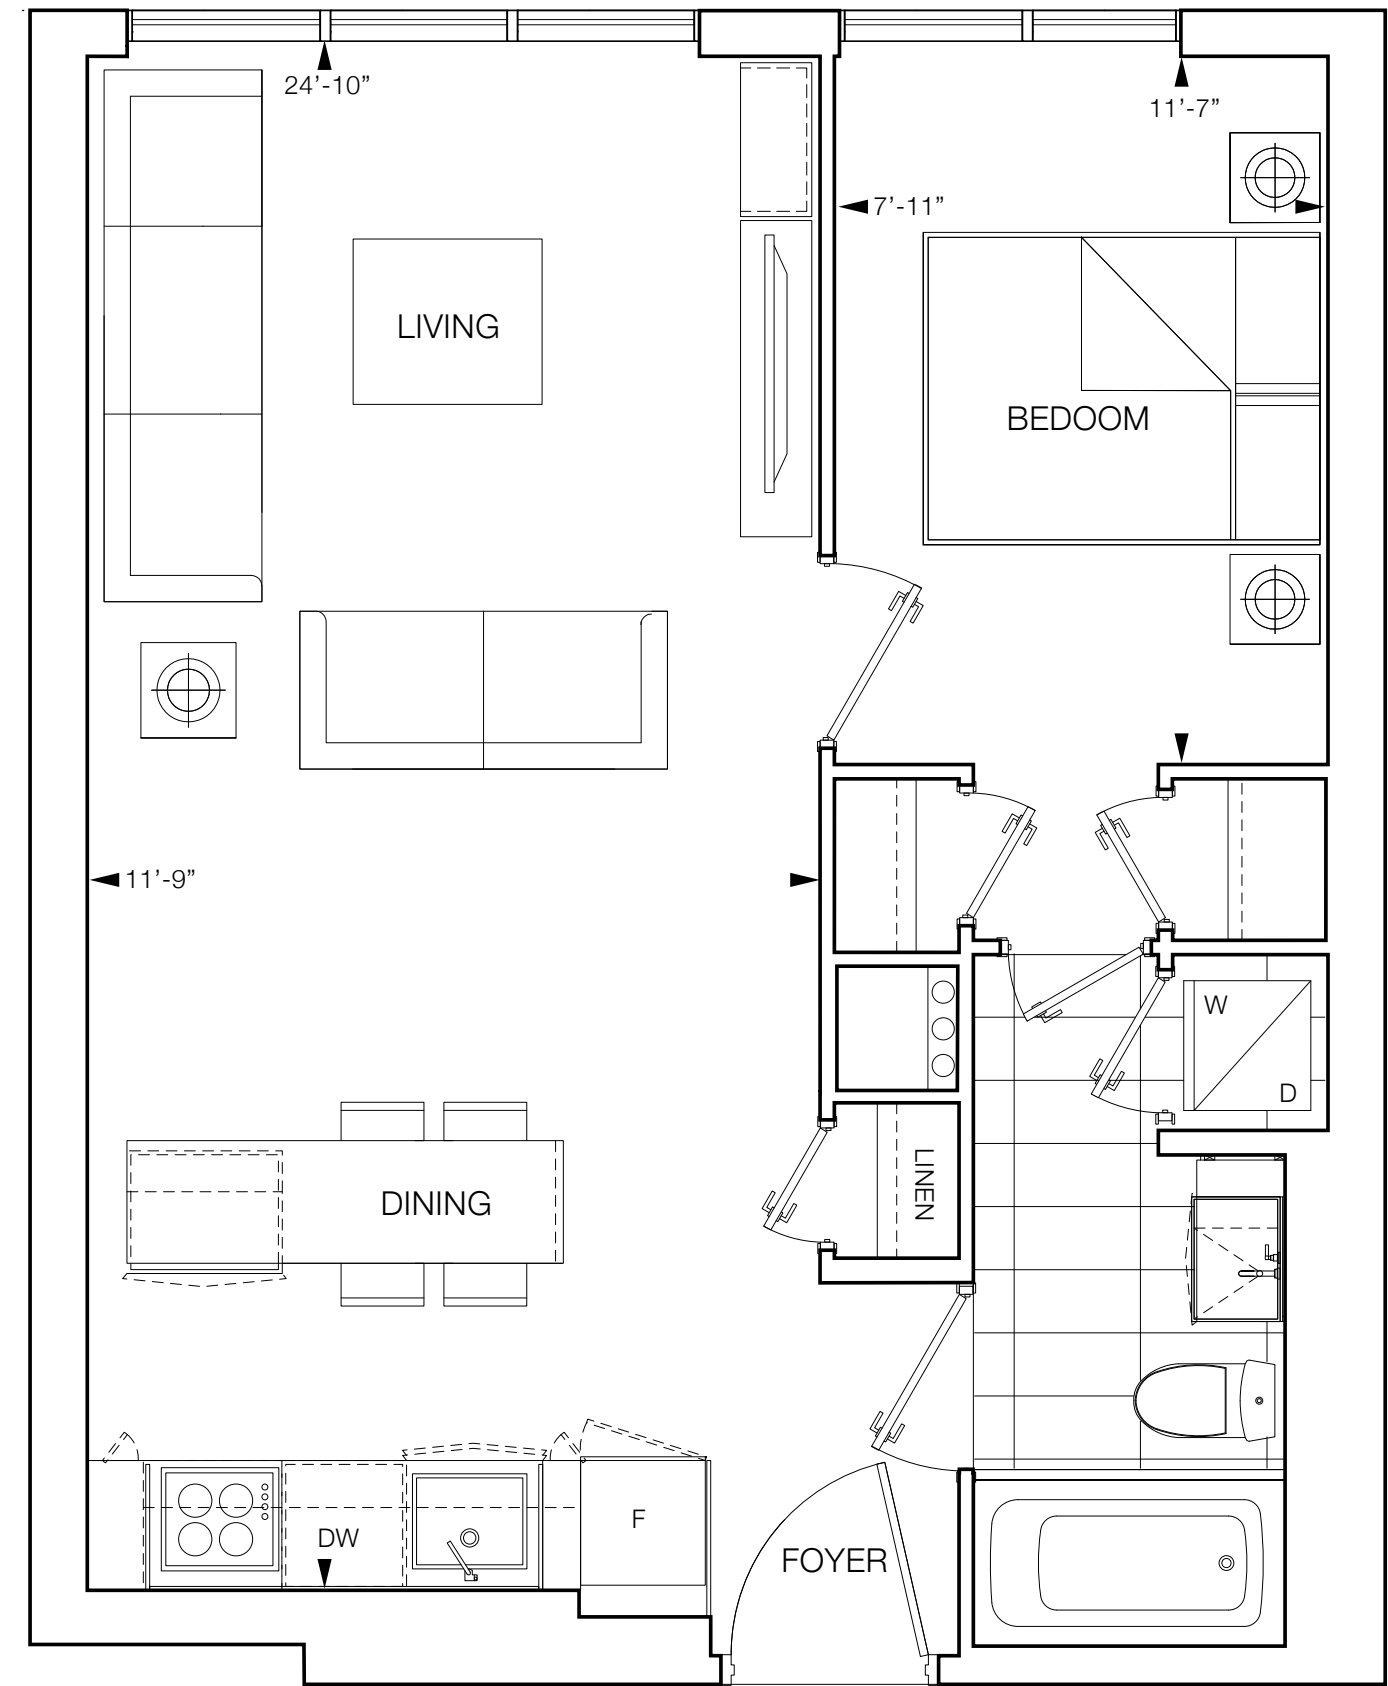 24’-10”
11’-7”
7’-11”
LIVING
BEDOOM
11’-9”
W
D
LINEN
DINING
F
DW
FOYER